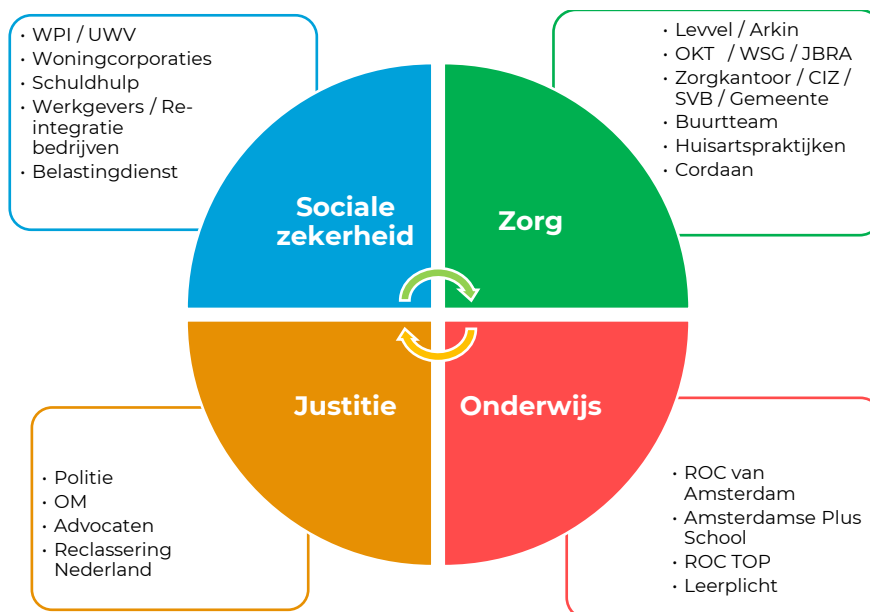 · WPI / UWV
· Woningcorporaties
· Schuldhulp
· Werkgevers / Re-
integratie
bedrijven
· Belastingdienst
· Levvel / Arkin
· OKT / WSG / JBRA
· Zorgkantoor / CIZ /
SVB / Gemeente
· Buurtteam
· Huisartspraktijken
· Cordaan
Sociale
zekerheid
Zorg
Justitie
Onderwijs
· Politie
· OM
· Advocaten
· Reclassering
Nederland
· ROC van
Amsterdam
· Amsterdamse Plus
School
· ROC TOP
· Leerplicht